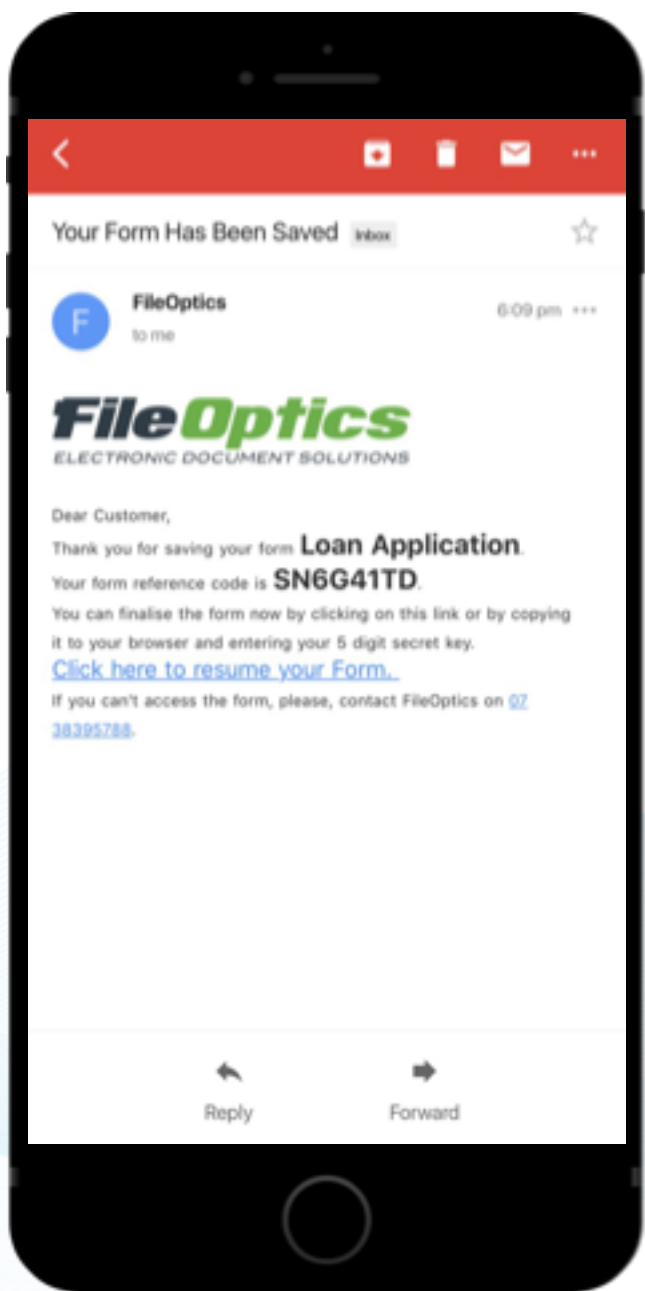 Your Form Has Been Saved Inbox
F
FileOptics
6:09 pm
to me
FileOptics
ELECTRONIC DOCUMENT SOLUTIONS
Dear Customer,
Thank you for saving your form Loan Application.
Your form reference code is SN6G41TD.
You can finalise the form now by clicking on this link or by copying
it to your browser and entering your 5 digit secret key.
Click here to resume your Form.
If you can't access the form, please, contact FileOptics on 07
38395788.
Reply Forward